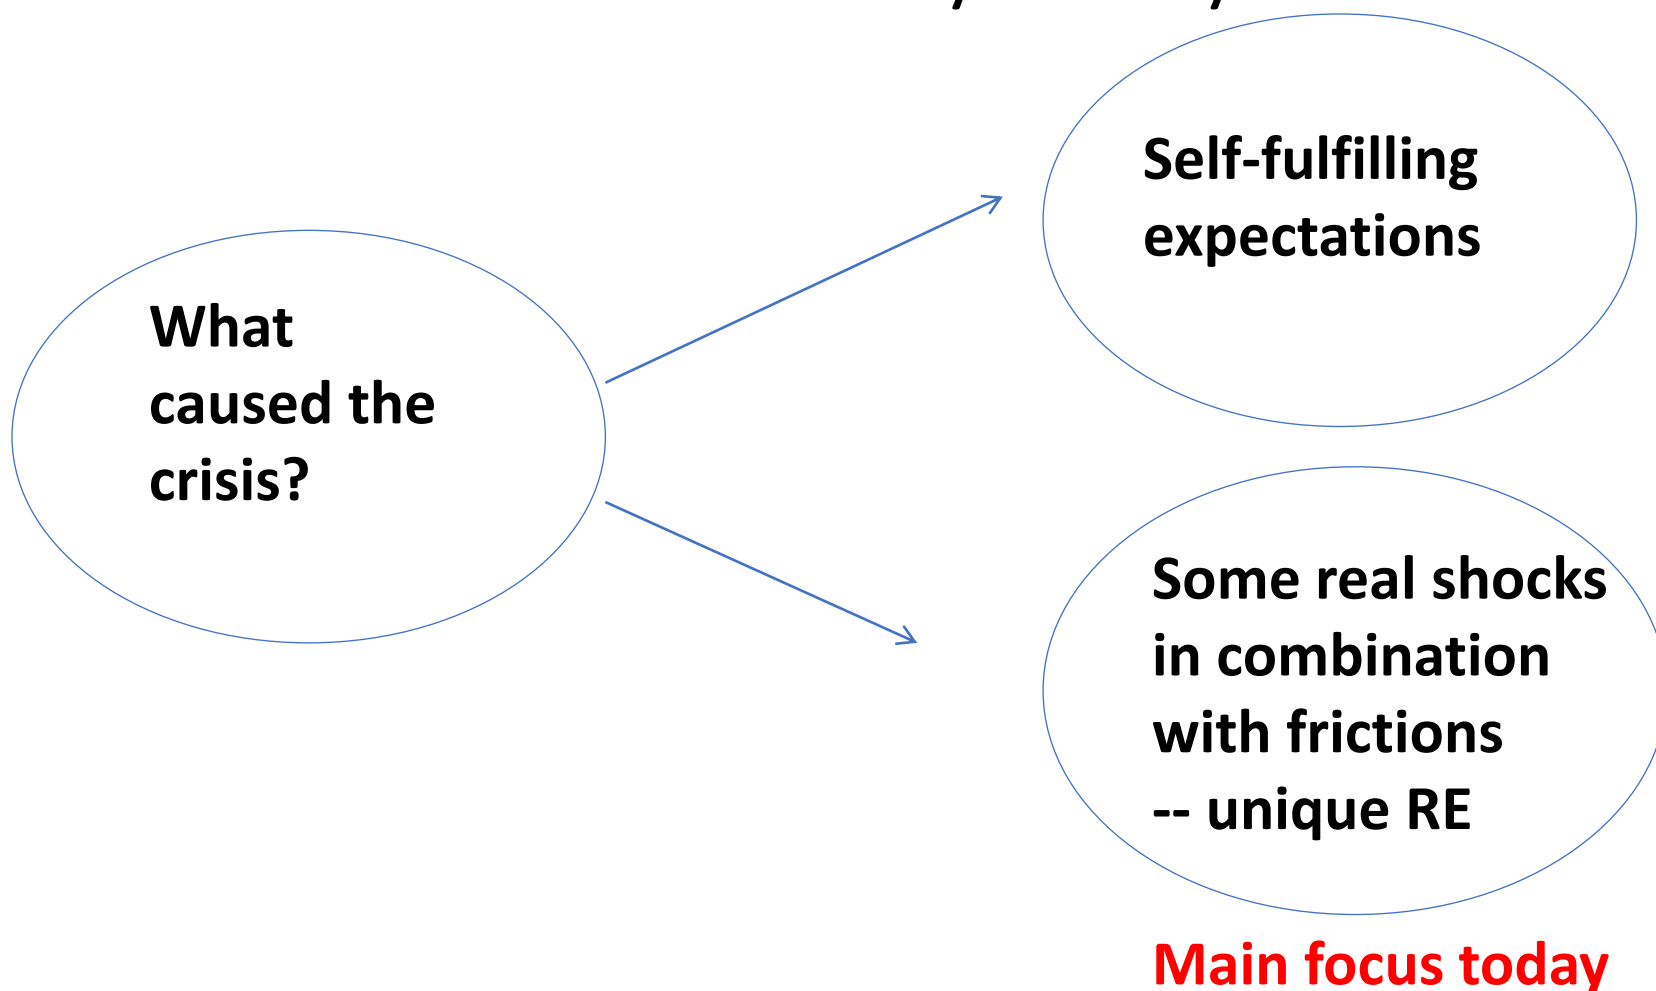 Self-fulfilling
expectations
What
caused the
crisis?
Some real shocks
in combination
with frictions
-- unique RE
Main focus today